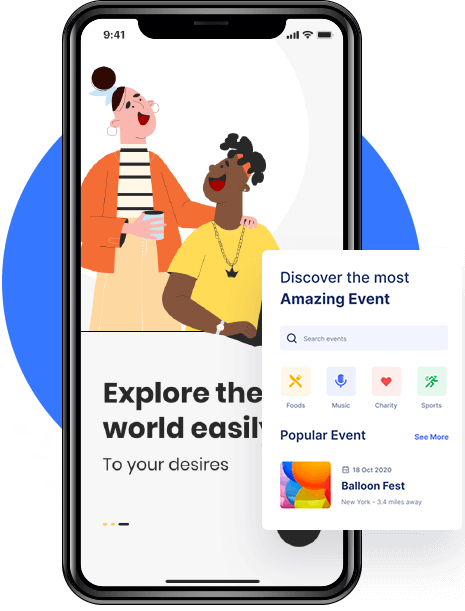 9:41
Explore the
world easily
To your desires
Discover the most
Amazing Event
Search events
Foods Music Charity Sports
Popular Event See More
18 Oct 2020
Balloon Fest
New York - 3.4 miles away